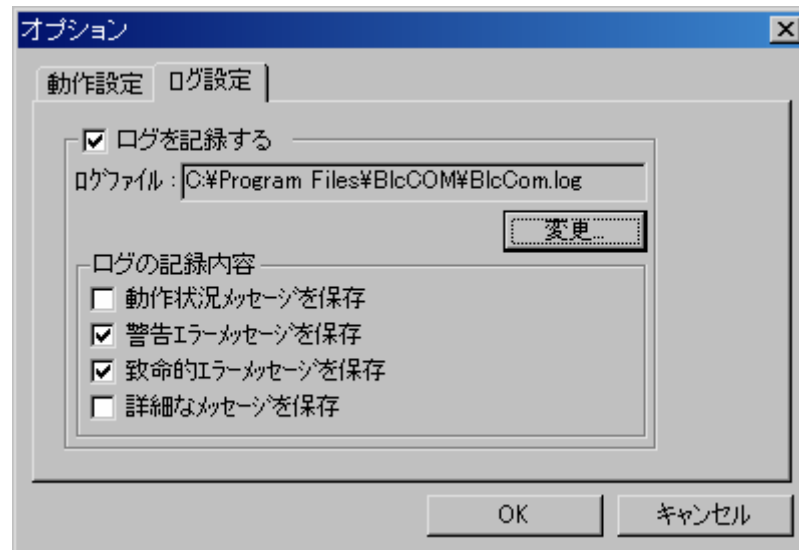 オプション
動作設定 ログ設定
ログを記録する
ログファイル : C:¥Program Files¥BlcCOM¥BlcCom.log
変更...
ログの記録内容
動作状況メッセージを保存
警告エラーメッセージを保存
致命的エラーメッセージを保存
詳細なメッセージを保存
OK キャンセル